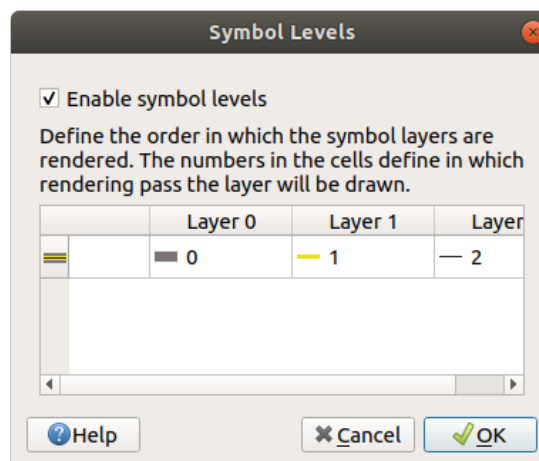 Symbol Levels
Enable symbol levels
Define the order in which the symbol layers are
rendered. The numbers in the cells define in which
rendering pass the layer will be drawn.
Layer 0 Layer 1 Layer
0 1 2
Help Cancel OK